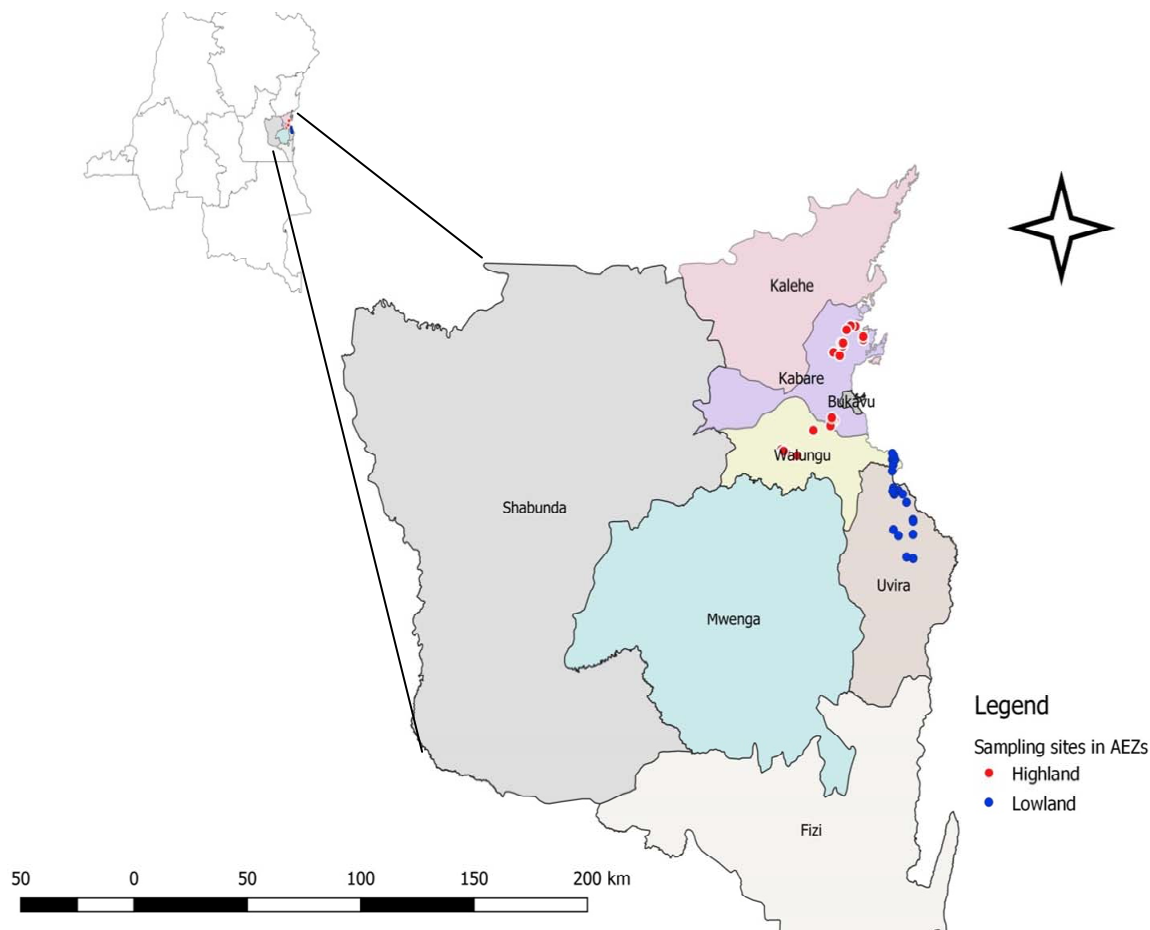 Kalehe
Kabare
Bukavu
Walungu
Shabunda
Uvira
Mwenga
Legend
Sampling sites in AEZs
Highland
Lowland
Fizi
50 0 50 100 150 200 km